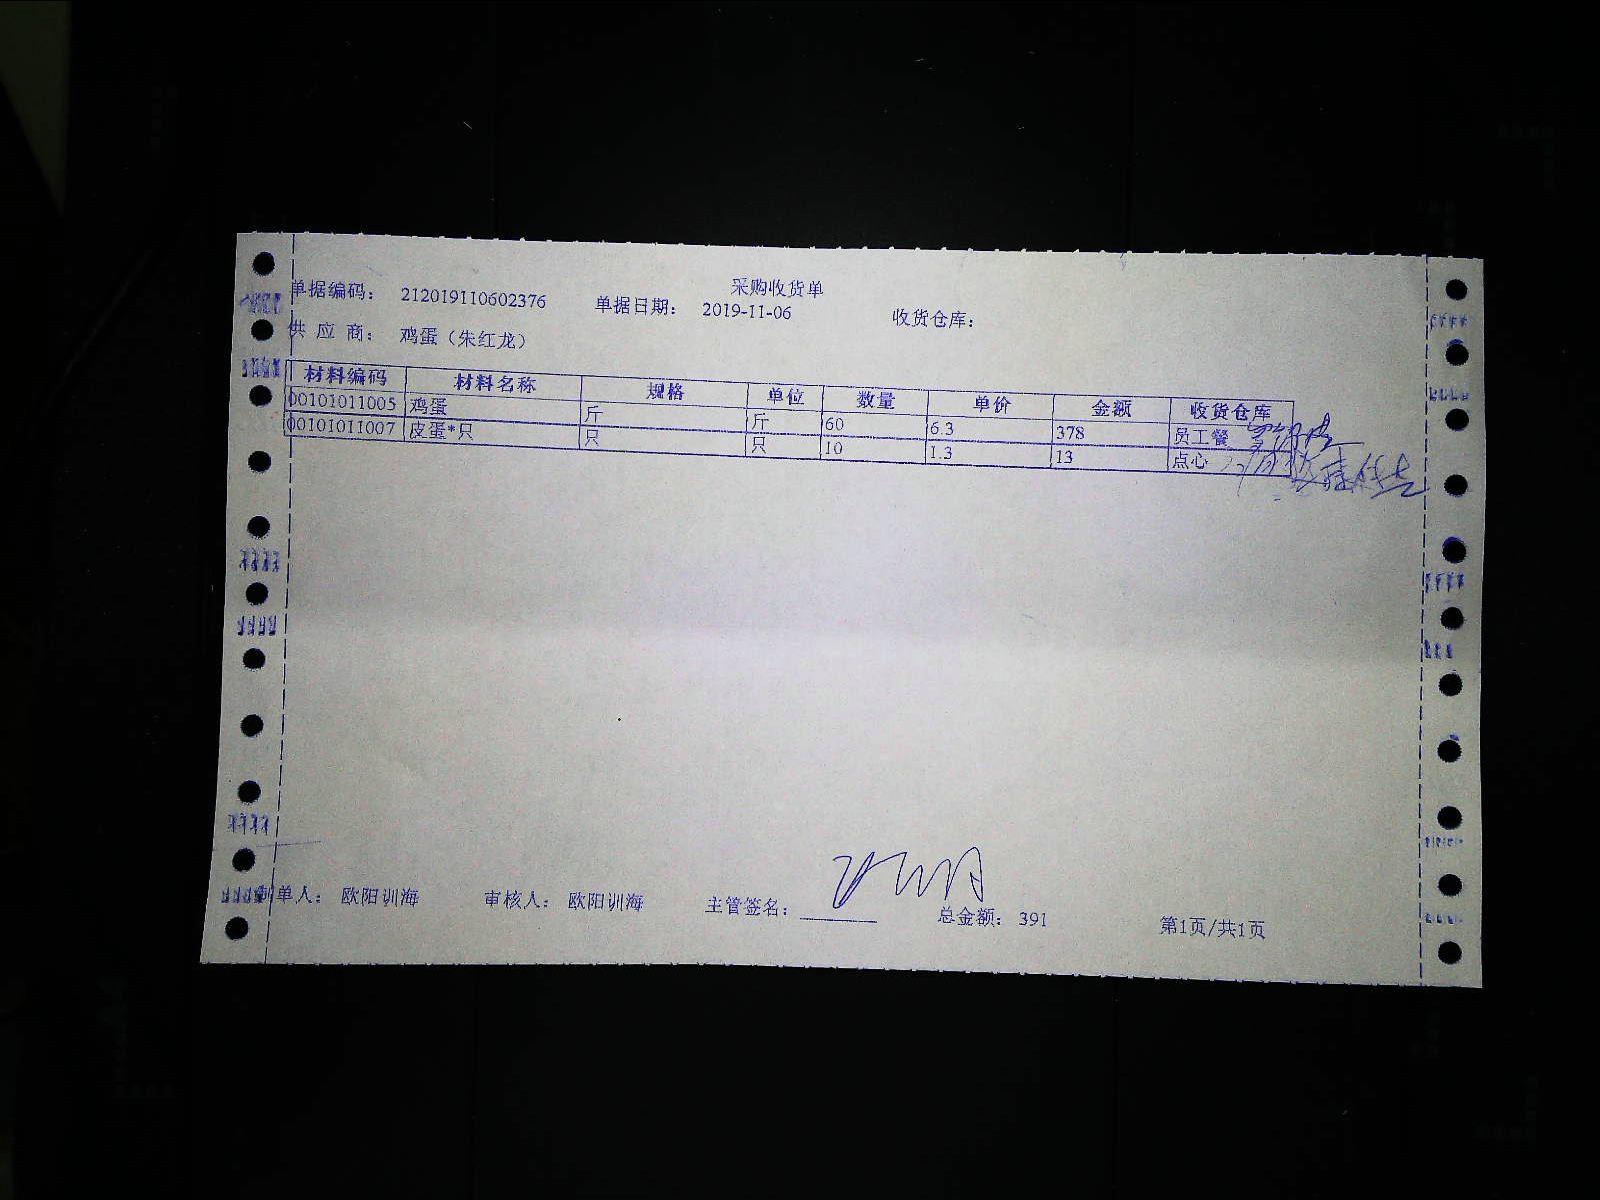 采购收货单
单据编码: 212019110602376 单据日期: 2019-11-06 收货仓库:
供 应 商: 鸡蛋（朱红龙）
材料编码 材料名称 规格 单位 数量 单价 金额 收货仓库
00101011005 鸡蛋 斤 斤 60 6.3 378 员工餐
00101011007 皮蛋*只 只 只 10 1.3 13 点心
制单人: 欧阳训海 审核人: 欧阳训海 主管签名: 总金额: 391 第1页/共1页